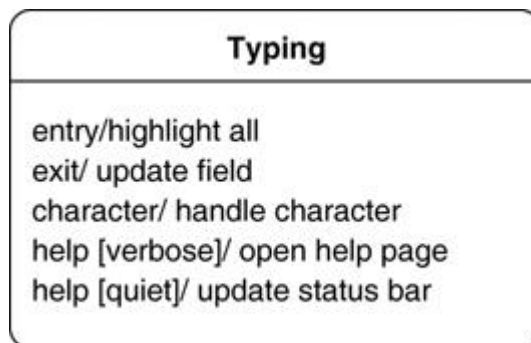 Typing
entry/highlight all
exit/ update field
character/ handle character
help [verbose]/ open help page
help [quiet]/ update status bar